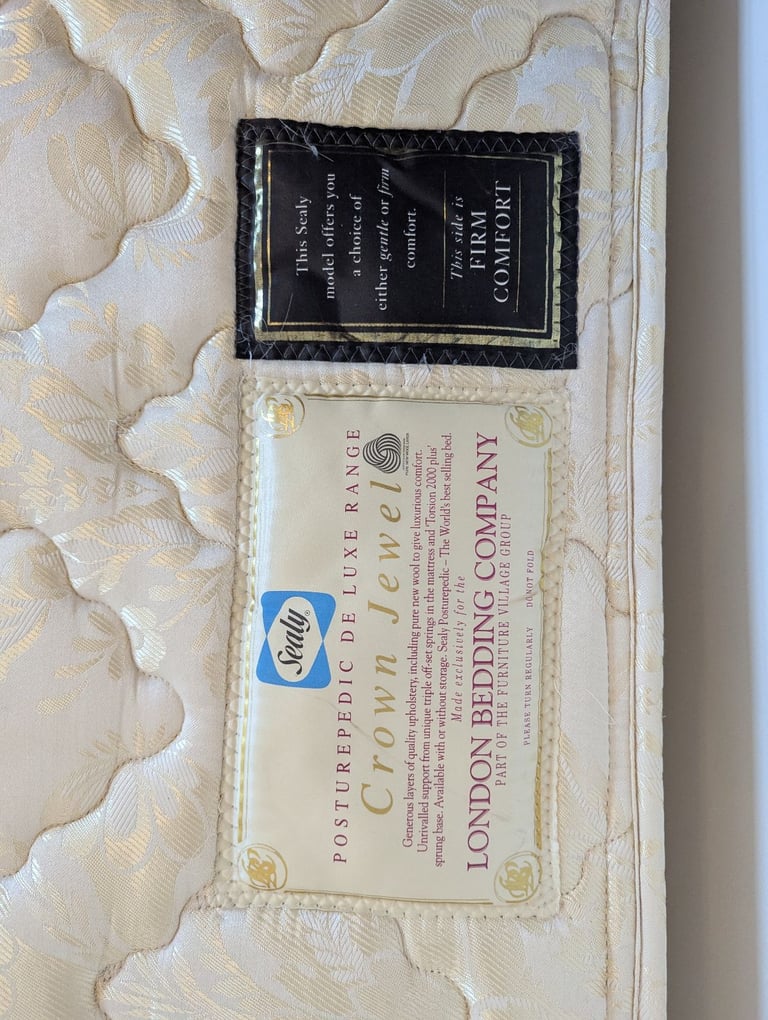 Sealy
POSTUREPEDIC DE LUXE RANGE
Crown Jewel
Generous layers of quality upholstery, including pure new wool to give luxurious comfort.
Unrivalled support from unique triple off-set springs in the mattress and 'Torsion 2000 plus'
sprung base. Available with or without storage. Sealy Posturepedic – The World's best selling bed.
Made exclusively for the
LONDON BEDDING COMPANY
PART OF THE FURNITURE VILLAGE GROUP
PLEASE TURN REGULARLY DO NOT FOLD
This Sealy
model offers you
a choice of
either gentle or firm
comfort.
This side is
FIRM
COMFORT